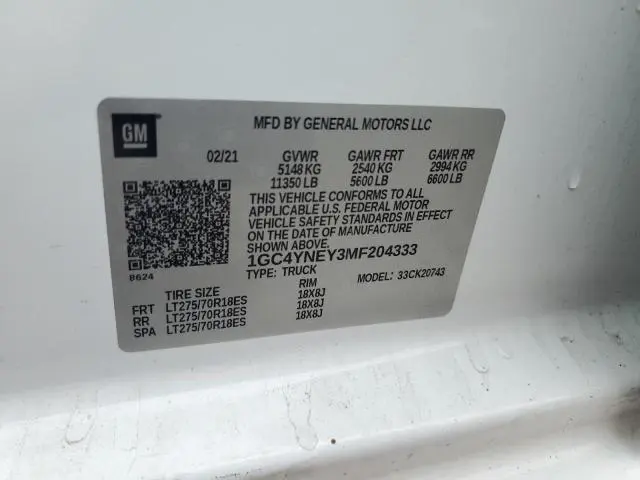 GM
MFD BY GENERAL MOTORS LLC
02/21 GVWR GAWR FRT GAWR RR
5148 KG 2540 KG 2994 KG
11350 LB 5600 LB 6600 LB
THIS VEHICLE CONFORMS TO ALL
APPLICABLE U.S. FEDERAL MOTOR
VEHICLE SAFETY STANDARDS IN EFFECT
ON THE DATE OF MANUFACTURE
SHOWN ABOVE.
1GC4YNEY3MF204333
8624
TYPE: TRUCK MODEL: 33CK20743
TIRE SIZE RIM
FRT LT275/70R18ES 18X8J
RR LT275/70R18ES 18X8J
SPA LT275/70R18ES 18X8J